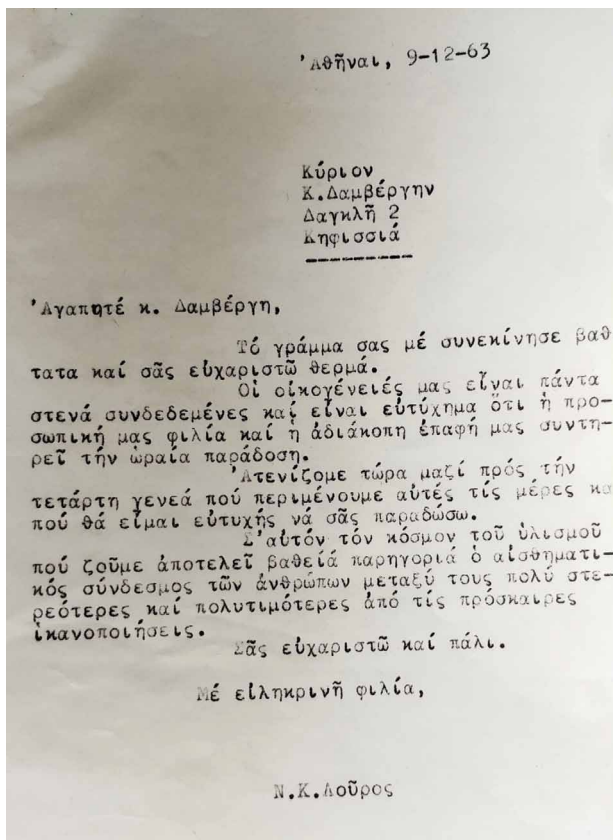 Ἀθῆναι, 9-12-63
Κύριον
Κ.Δαμβέργην
Δαγκλῆ 2
Κηφισσιά
Ἀγαπητέ κ. Δαμβέργη,
Τό γράμμα σας μέ συνεκίνησε βαθ
τατα καί σᾶς εὐχαριστῶ θερμά.
Οἱ οἰκογένειές μας εἶναι πάντα
στενά συνδεδεμένες καί εἶναι εὐτύχημα ὅτι ἡ προ-
σωπική μας φιλία καί ἡ ἀδιάκοπη ἐπαφή μας συντη-
ρεῖ τήν ὡραία παράδοση.
Ἀτενίζομε τώρα μαζί πρός τήν
τετάρτη γενεά πού περιμένουμε αὐτές τίς μέρες κα
πού θά εἶμαι εὐτυχής νά σᾶς παραδώσω.
Σ'αὐτόν τόν κόσμον τοῦ ὑλισμοῦ
πού ζοῦμε ἀποτελεῖ βαθειά παρηγοριά ὁ αἰσθηματι-
κός σύνδεσμος τῶν ἀνθρώπων μεταξύ τους πολύ στε-
ρεότερες καί πολυτιμότερες ἀπό τίς πρόσκαιρες
ἱκανοποιήσεις.
Σᾶς εὐχαριστῶ καί πάλι.
Μέ εἰληκρινῆ φιλία,
Ν.Κ.Λοῦρος